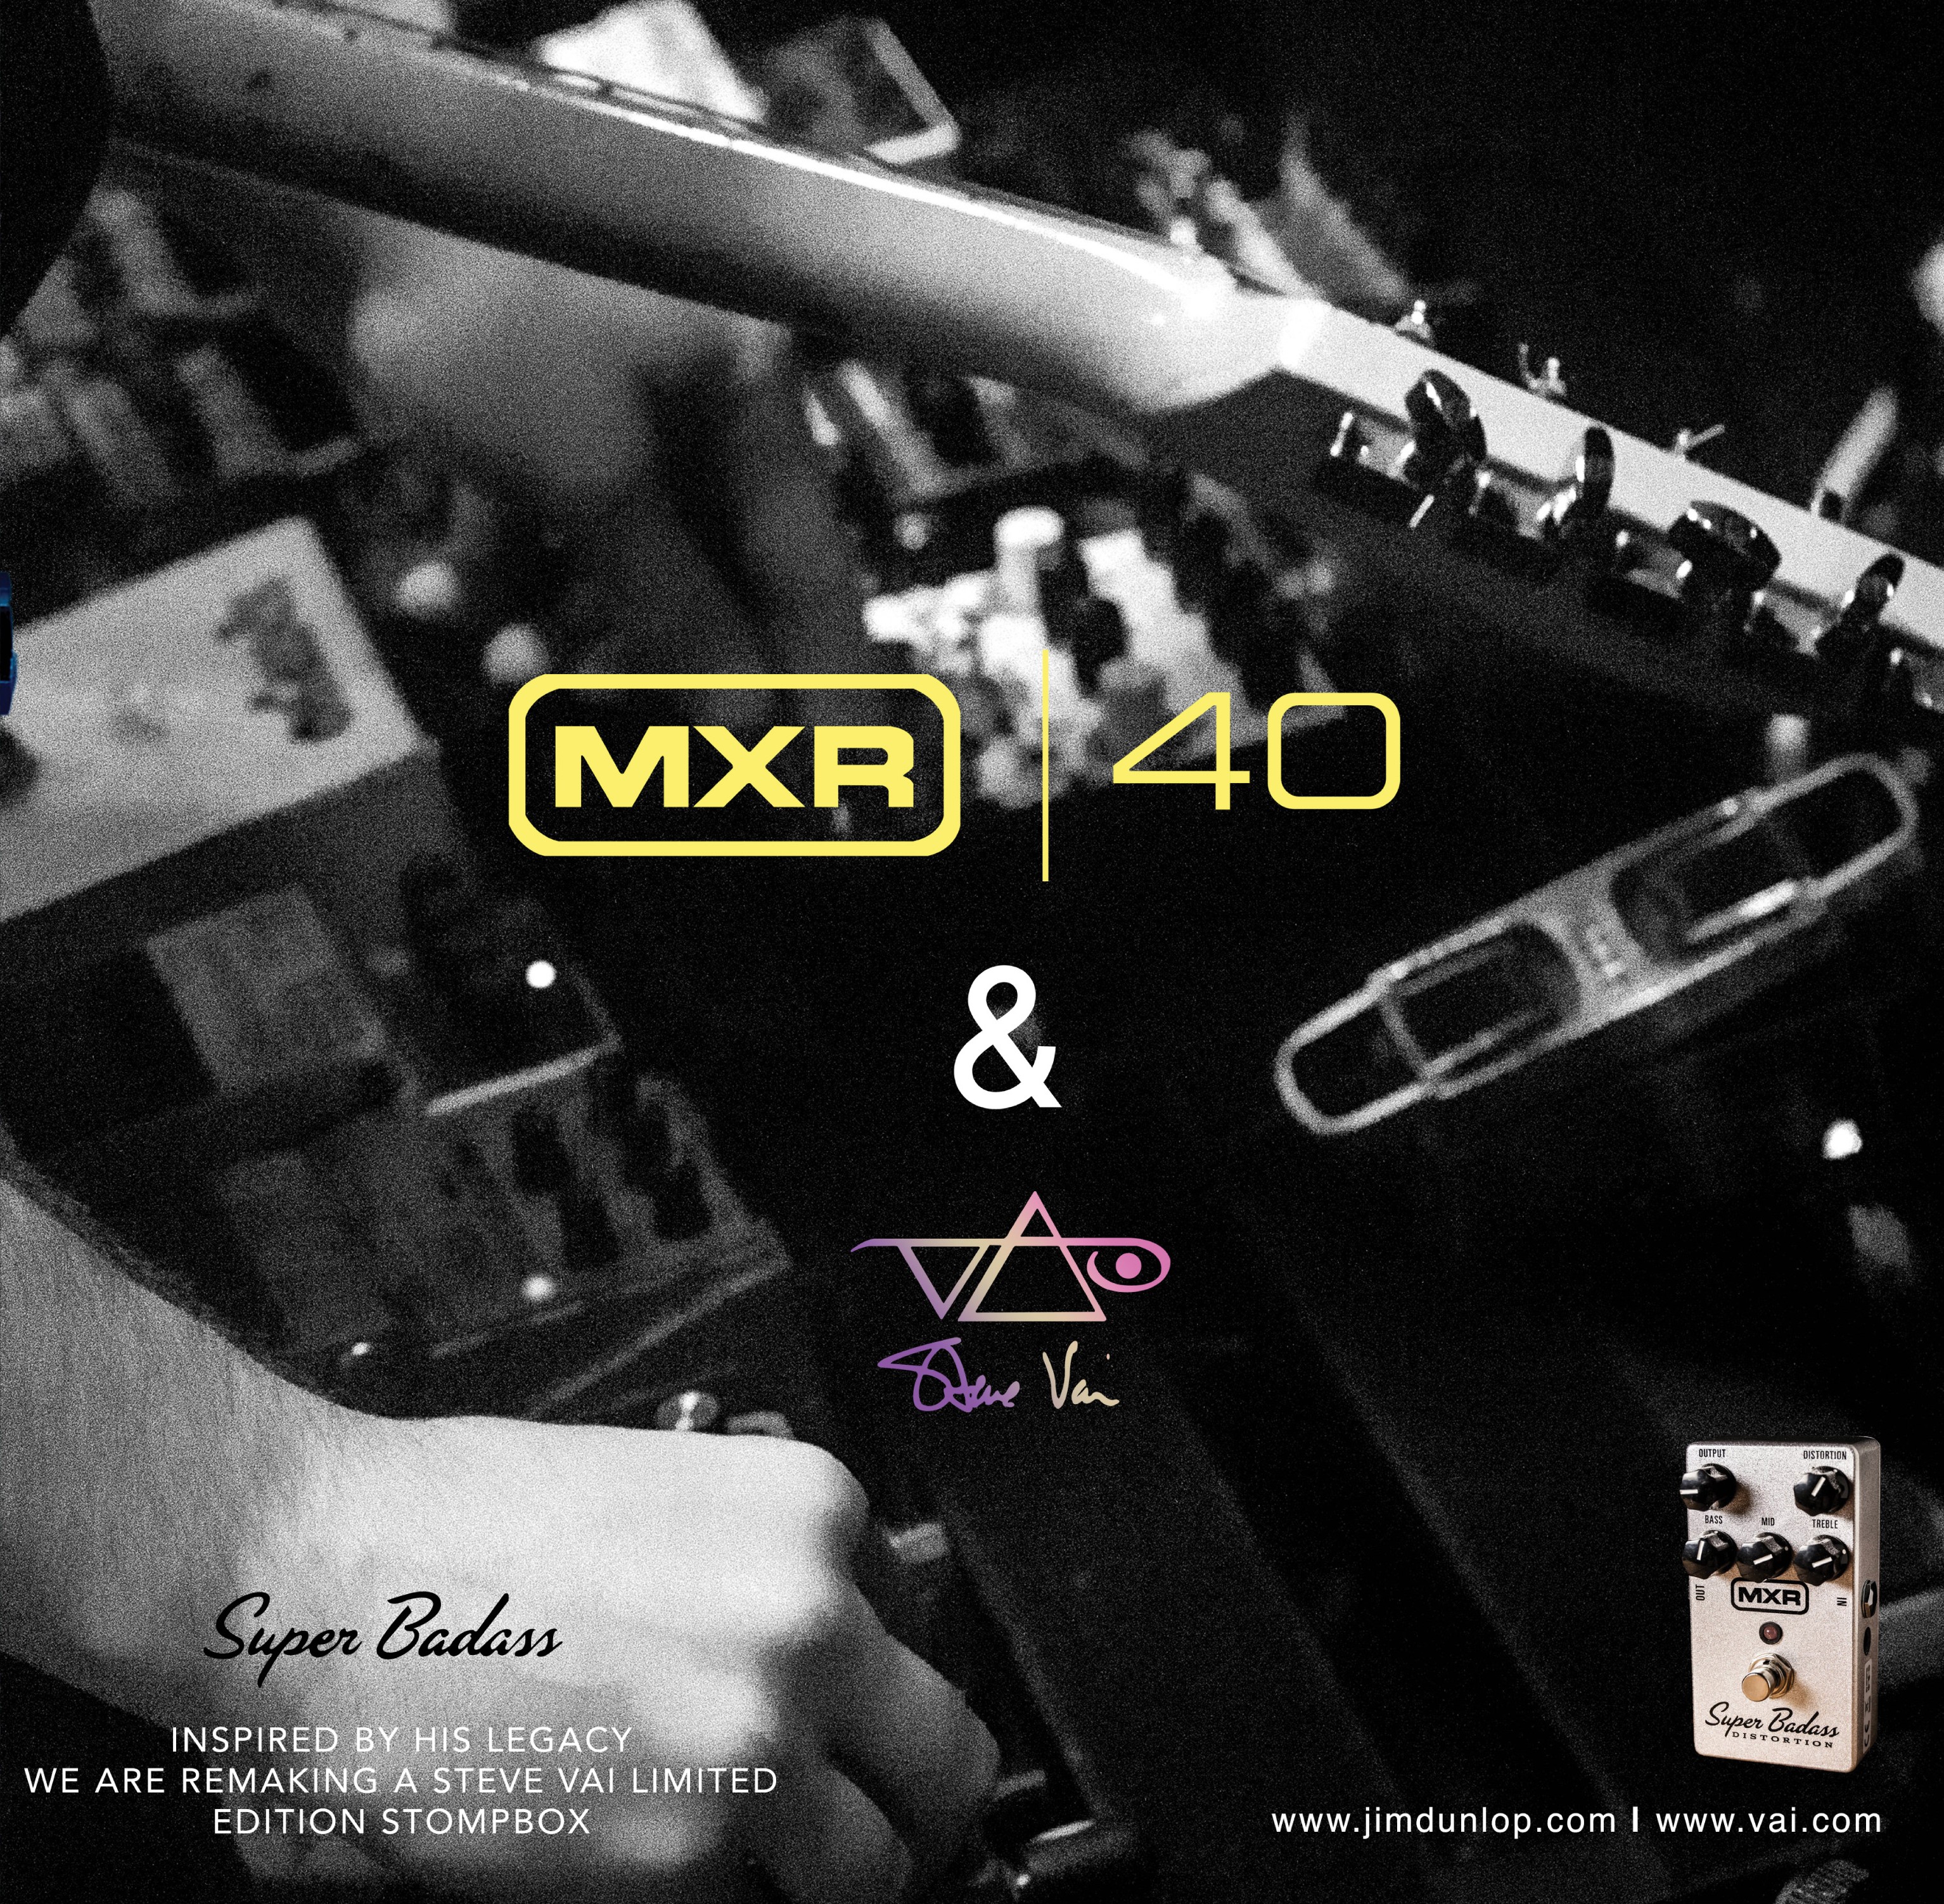 MXR | 40
&
VAI
Steve Vai
OUTPUT DISTORTION
BASS MID TREBLE
OUT MXR IN
Super Badass
DISTORTION
Super Badass
INSPIRED BY HIS LEGACY
WE ARE REMAKING A STEVE VAI LIMITED
EDITION STOMPBOX
www.jimdunlop.com | www.vai.com